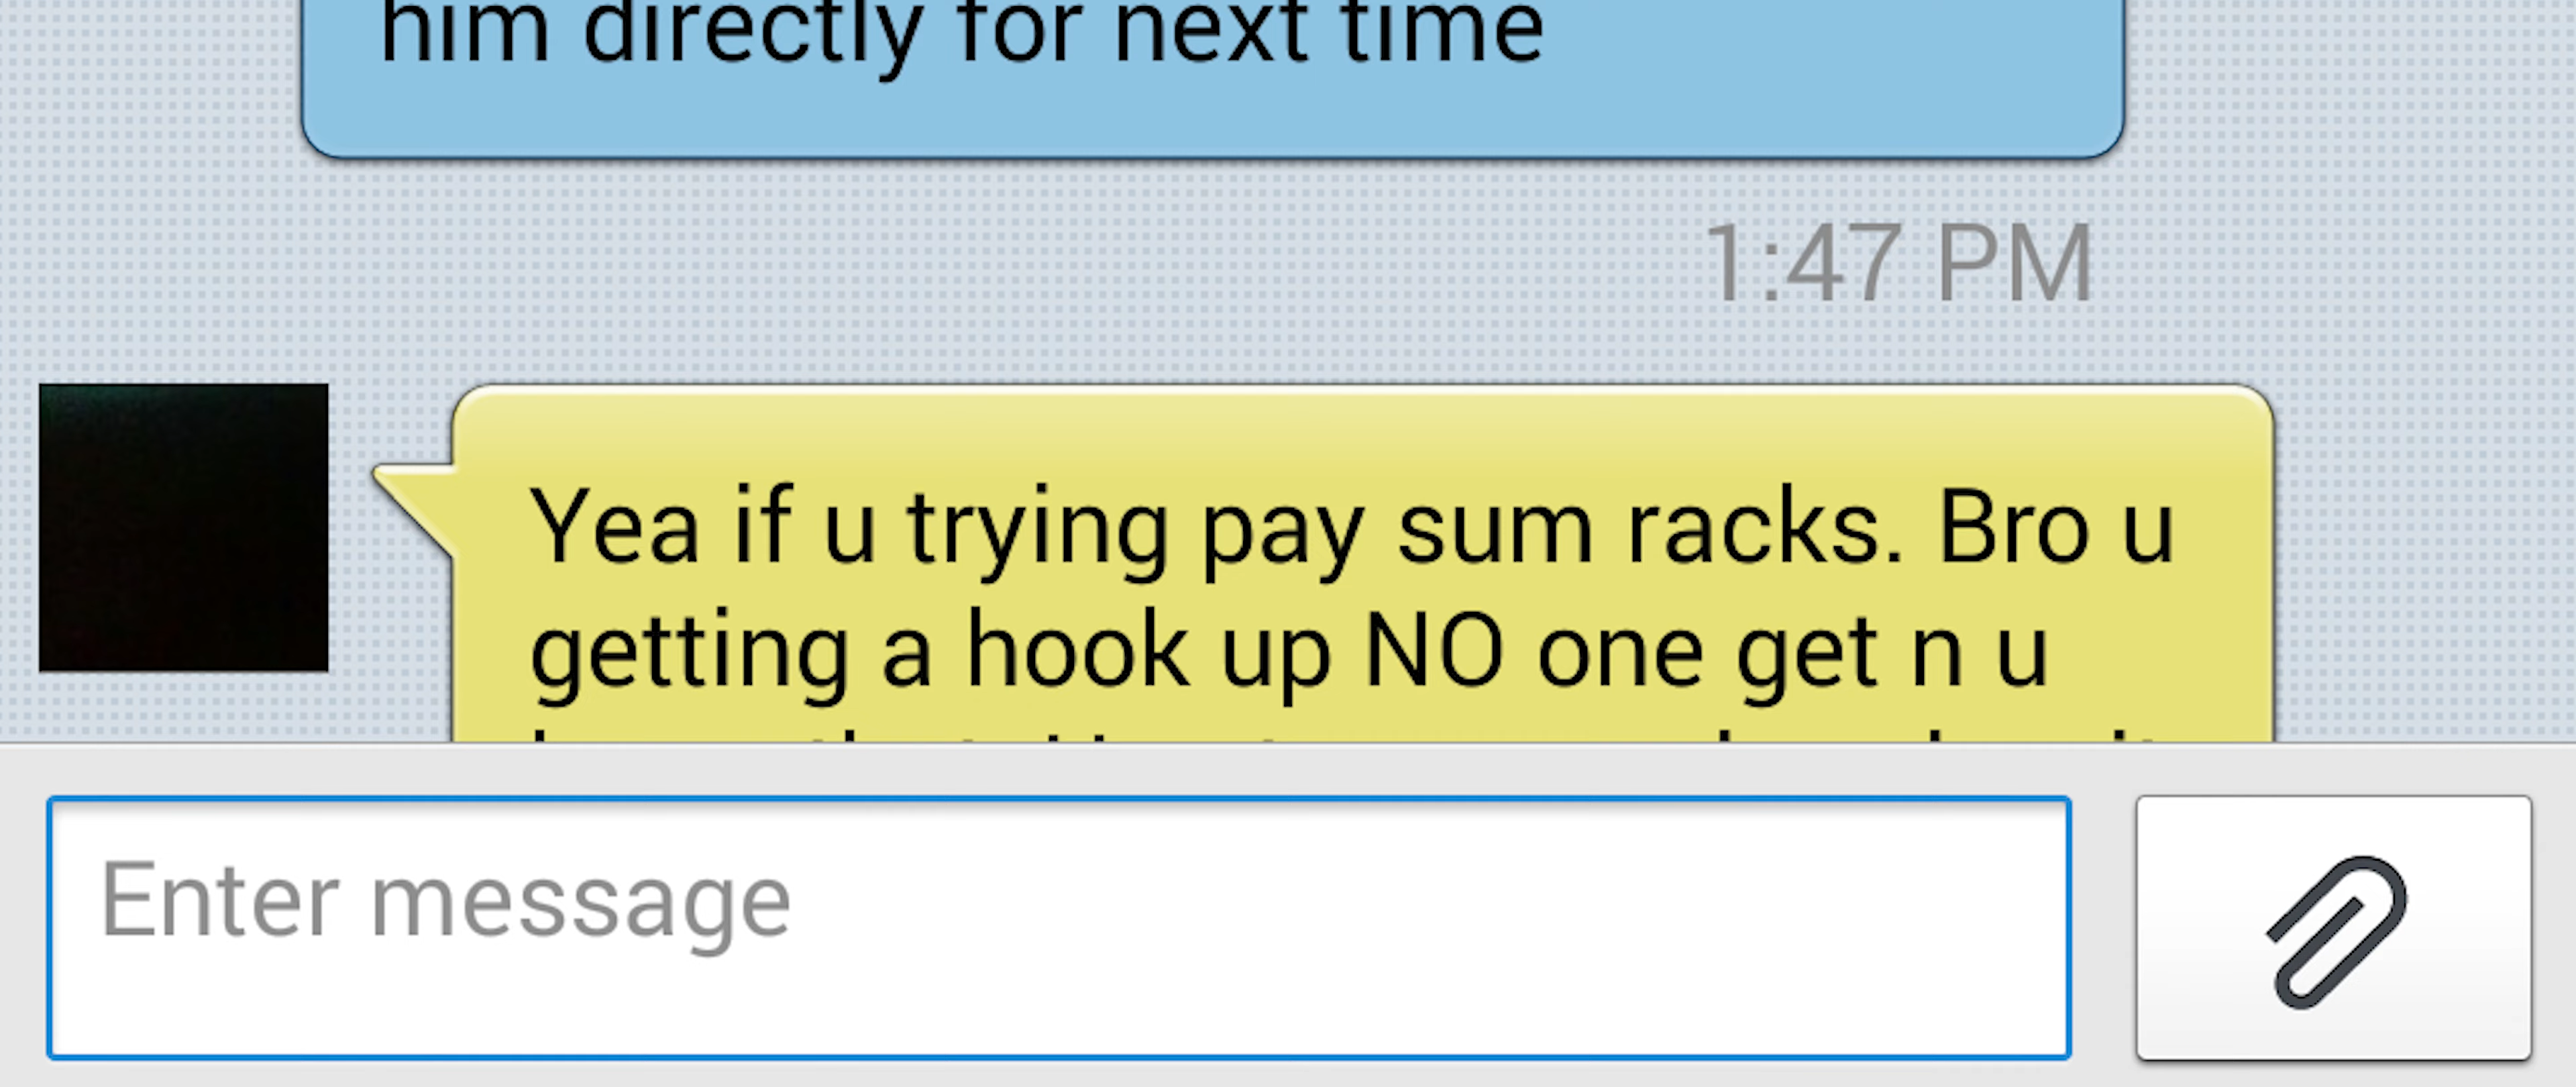 him directly for next time
1:47 PM
Yea if u trying pay sum racks. Bro u
getting a hook up NO one get n u
Enter message